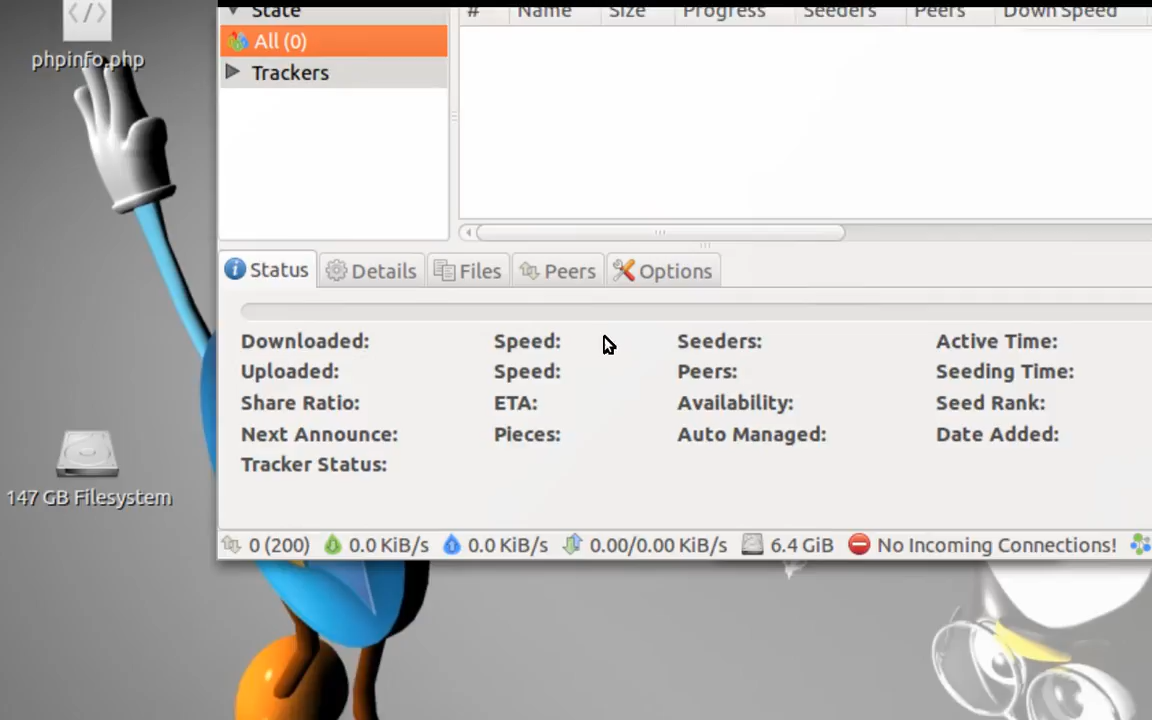 phpinfo.php
State
All (0)
Trackers
# Name Size Progress Seeders Peers Down Speed
Status Details Files Peers Options
Downloaded: Speed: Seeders: Active Time:
Uploaded: Speed: Peers: Seeding Time:
Share Ratio: ETA: Availability: Seed Rank:
Next Announce: Pieces: Auto Managed: Date Added:
Tracker Status:
147 GB Filesystem
0 (200) 0.0 KiB/s 0.0 KiB/s 0.00/0.00 KiB/s 6.4 GiB No Incoming Connections!